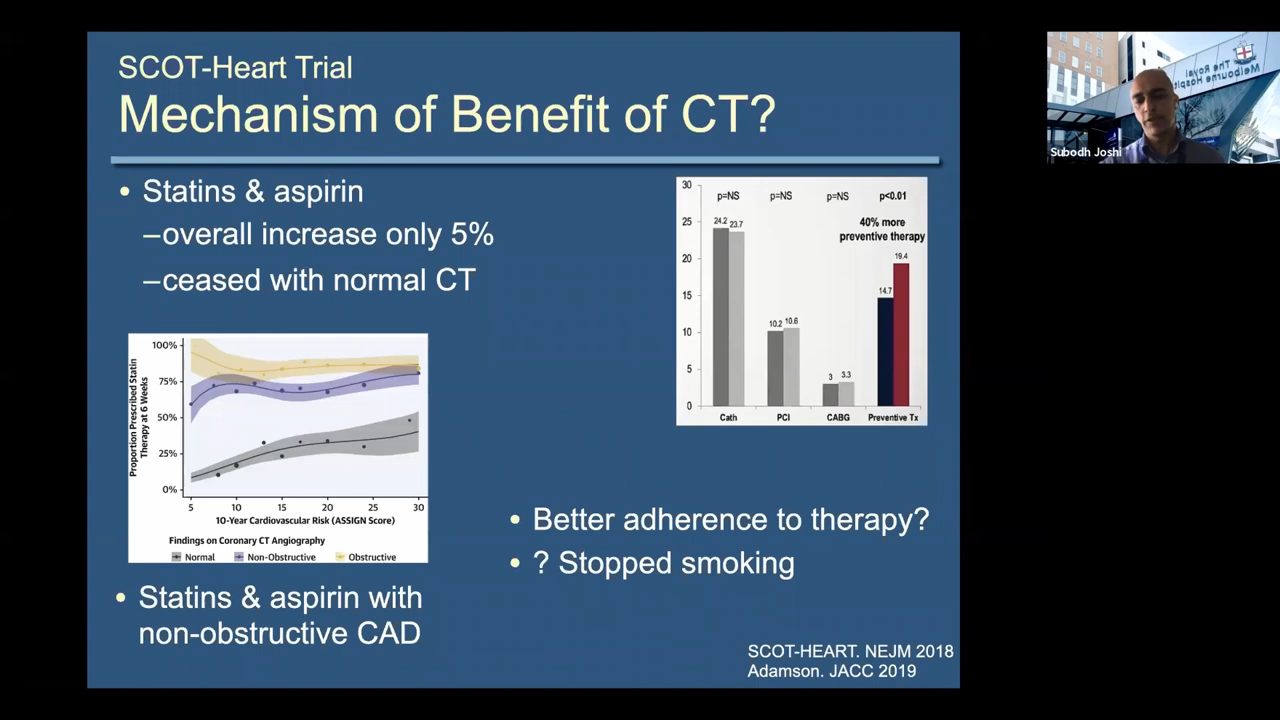 SCOT-Heart Trial
Mechanism of Benefit of CT?
• Statins & aspirin
–overall increase only 5%
–ceased with normal CT
Proportion Prescribed Statin
Therapy at 6 Weeks
100%
75%
50%
25%
0%
5 10 15 20 25 30
10-Year Cardiovascular Risk (ASSIGN Score)
Findings on Coronary CT Angiography
Normal Non-Obstructive Obstructive
• Statins & aspirin with
non-obstructive CAD
30
25
20
15
10
5
0
p=NS p=NS p=NS p<0.01
40% more
preventive therapy
24.2 23.7
10.2 10.6
3 3.3
14.7 19.4
Cath PCI CABG Preventive Tx
• Better adherence to therapy?
• ? Stopped smoking
SCOT-HEART. NEJM 2018
Adamson. JACC 2019
The Royal
Melbourne Hospital
Subodh Joshi